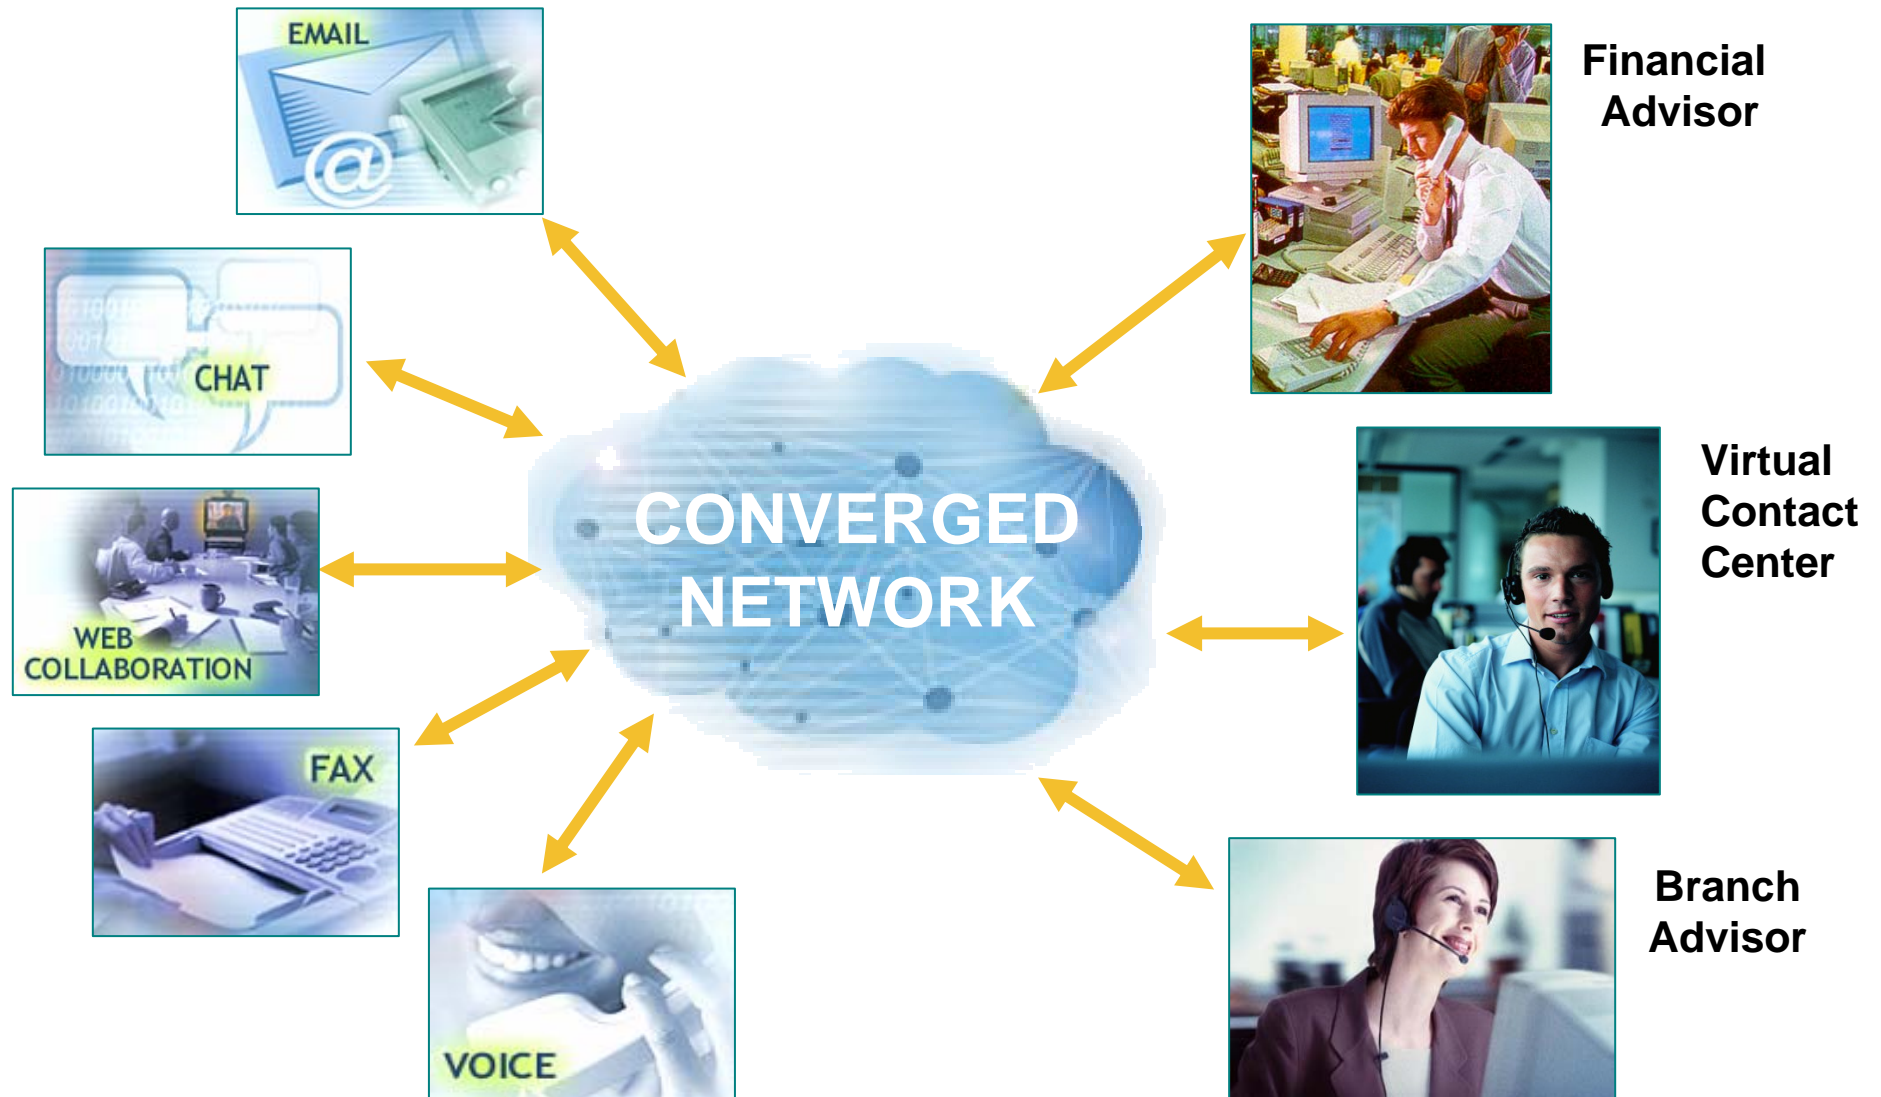 EMAIL
CHAT
WEB
COLLABORATION
FAX
VOICE
CONVERGED
NETWORK
Financial
Advisor
Virtual
Contact
Center
Branch
Advisor